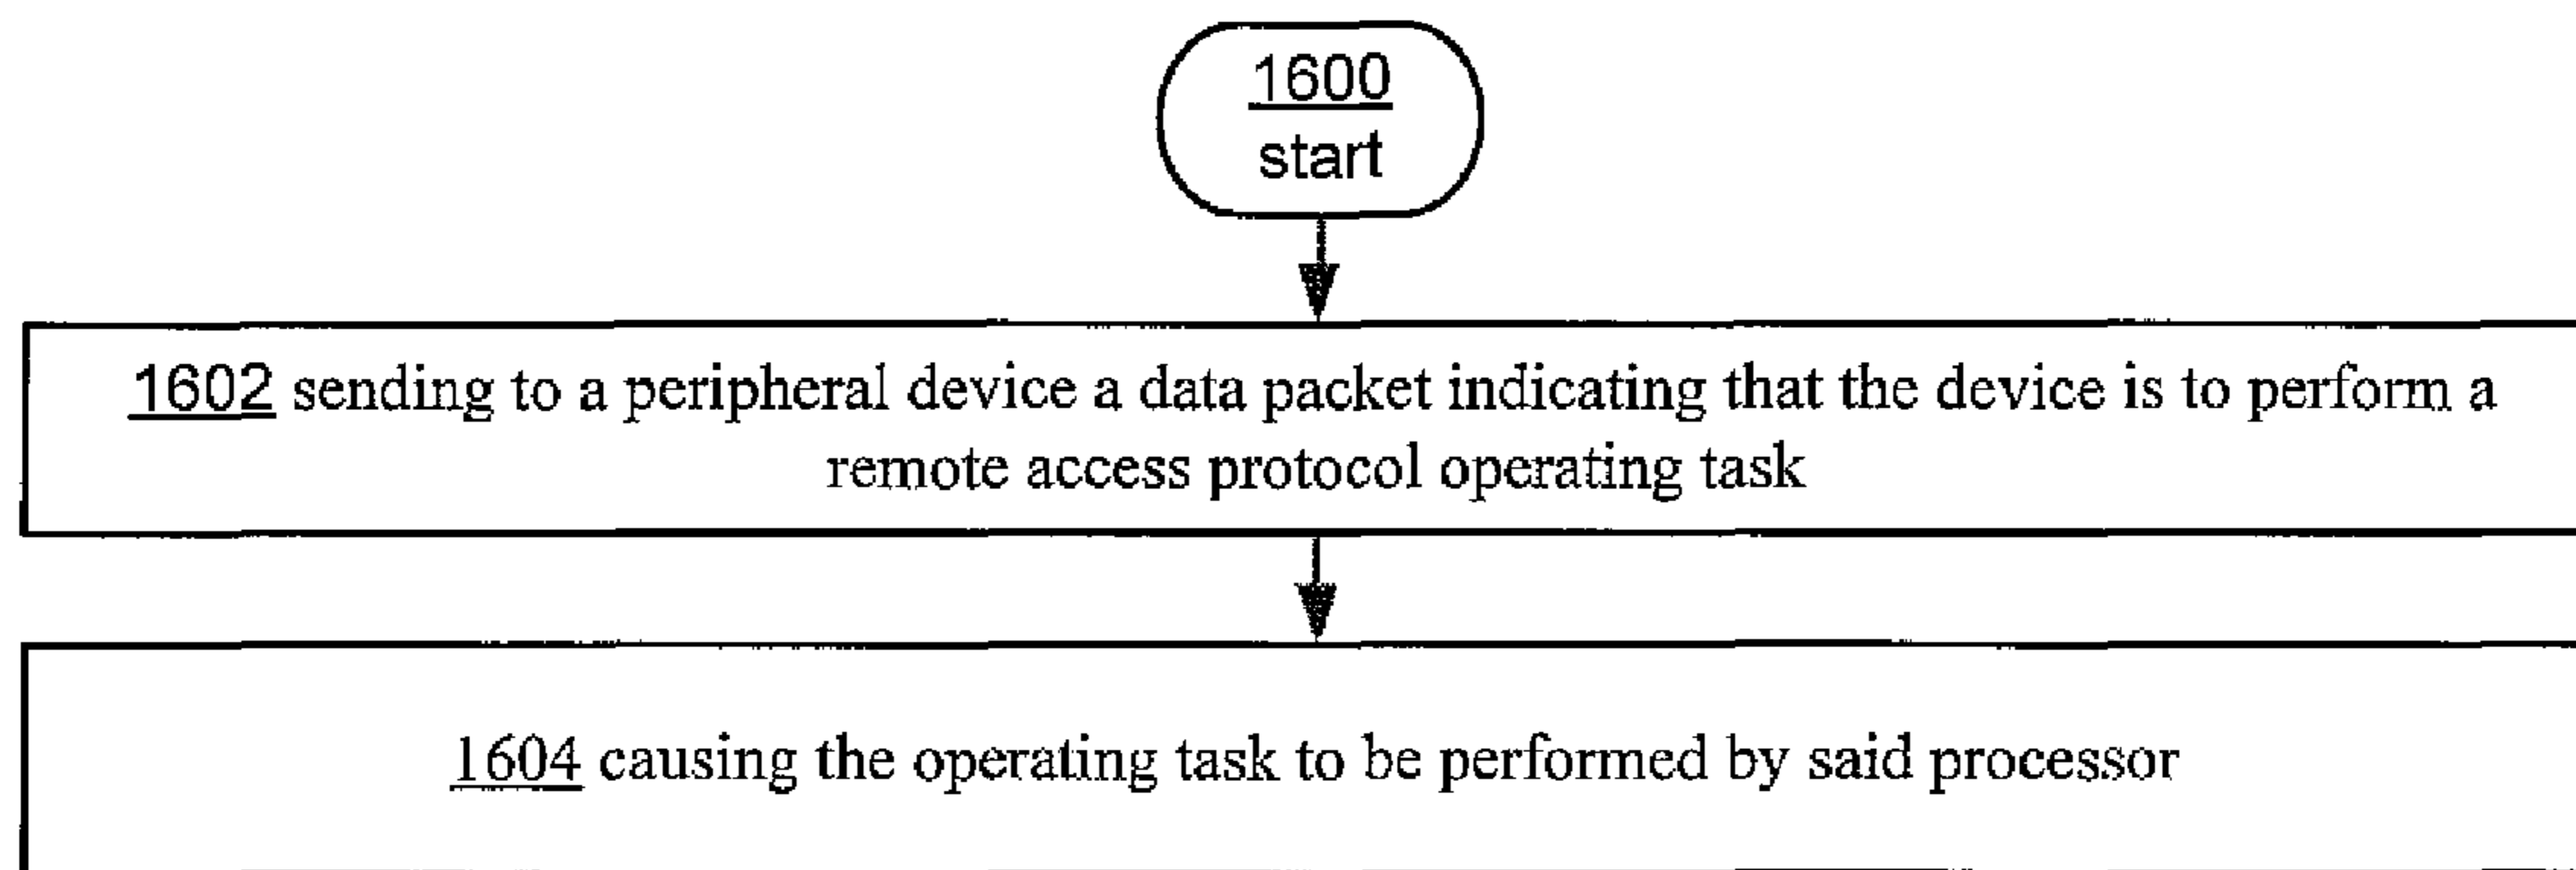 1600
start
1602 sending to a peripheral device a data packet indicating that the device is to perform a
remote access protocol operating task
1604 causing the operating task to be performed by said processor